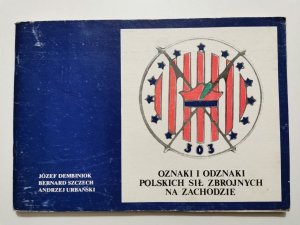 303
OZNAKI I ODZNAKI
POLSKICH SIŁ ZBROJNYCH
NA ZACHODZIE
JÓZEF DEMBINIOK
BERNARD SZCZECH
ANDRZEJ URBAŃSKI